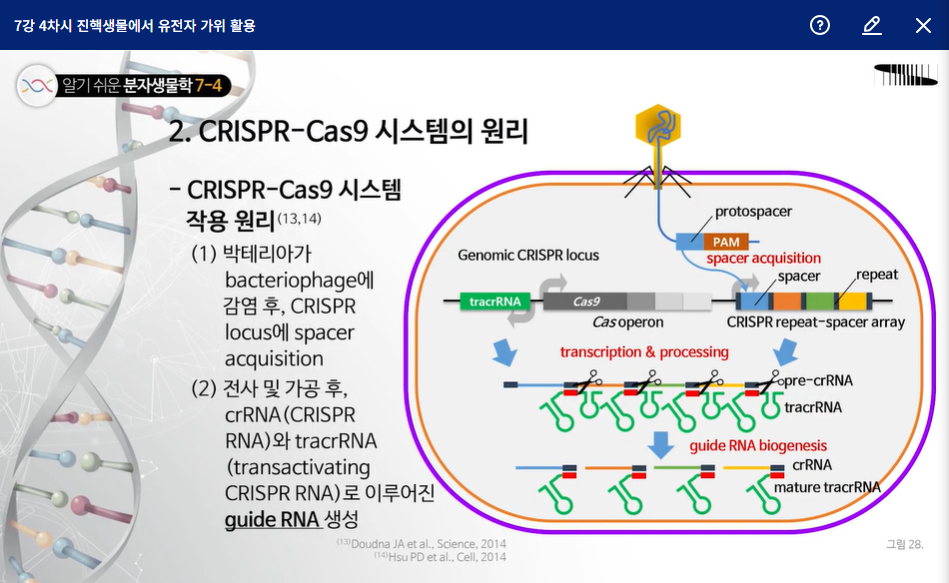 7강 4차시 진핵생물에서 유전자 가위 활용
알기 쉬운 분자생물학 7-4
2. CRISPR-Cas9 시스템의 원리
- CRISPR-Cas9 시스템
작용 원리(13,14)
(1) 박테리아가
bacteriophage에
감염 후, CRISPR
locus에 spacer
acquisition
(2) 전사 및 가공 후,
crRNA(CRISPR
RNA)와 tracrRNA
(transactivating
CRISPR RNA)로 이루어진
guide RNA 생성
protospacer
PAM
Genomic CRISPR locus
spacer acquisition
spacer
repeat
tracrRNA
Cas9
Cas operon
CRISPR repeat-spacer array
transcription & processing
pre-crRNA
tracrRNA
guide RNA biogenesis
crRNA
mature tracrRNA
(13)Doudna JA et al., Science, 2014
(14)Hsu PD et al., Cell, 2014
그림 28.